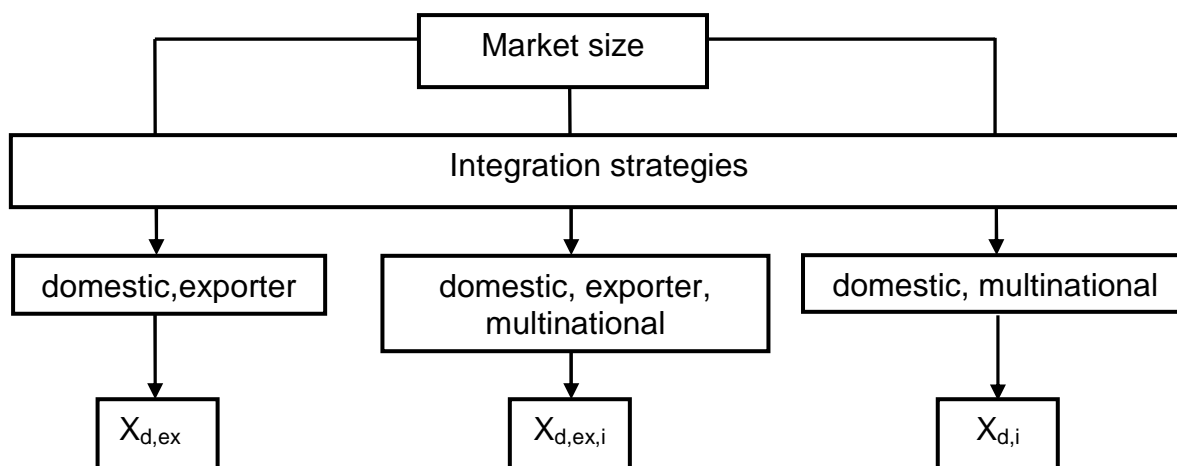 Market size
Integration strategies
domestic,exporter
domestic, exporter,
multinational
domestic, multinational
Xd,ex
Xd,ex,i
Xd,i